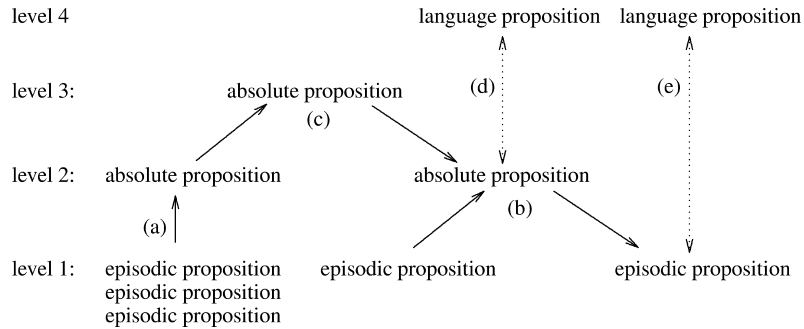 level 4 language proposition language proposition
(d) (e)
level 3: absolute proposition
(c)
level 2: absolute proposition absolute proposition
(b)
(a)
level 1: episodic proposition episodic proposition episodic proposition
episodic proposition
episodic proposition